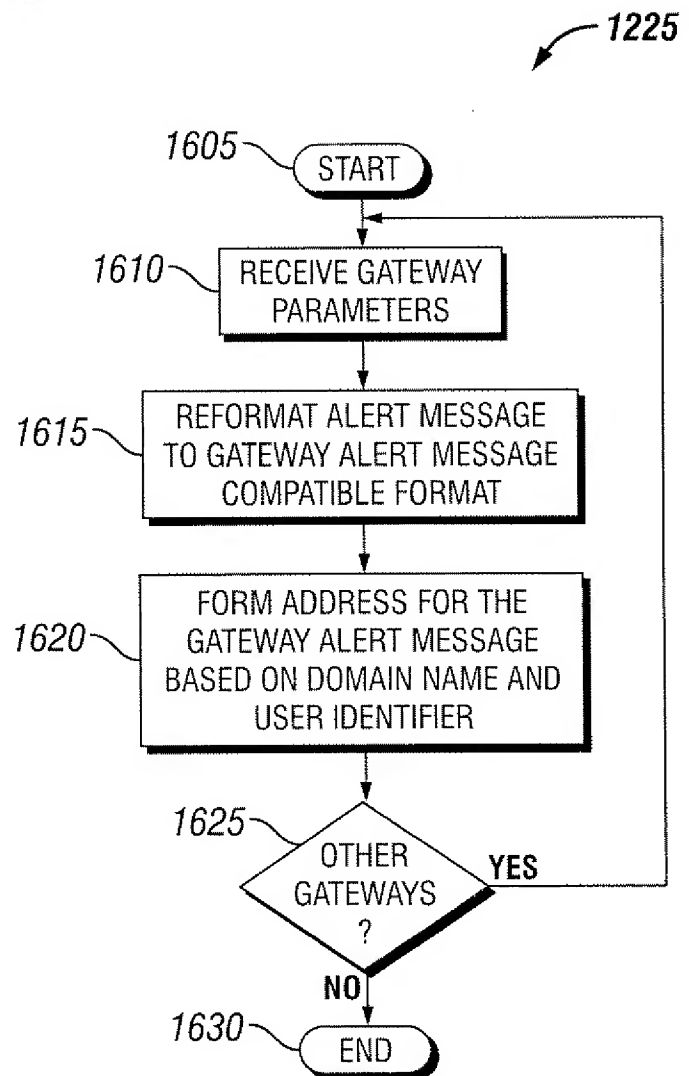 1225
1605
START
1610
RECEIVE GATEWAY
PARAMETERS
1615
REFORMAT ALERT MESSAGE
TO GATEWAY ALERT MESSAGE
COMPATIBLE FORMAT
1620
FORM ADDRESS FOR THE
GATEWAY ALERT MESSAGE
BASED ON DOMAIN NAME AND
USER IDENTIFIER
1625
OTHER
GATEWAYS
?
YES
NO
1630
END